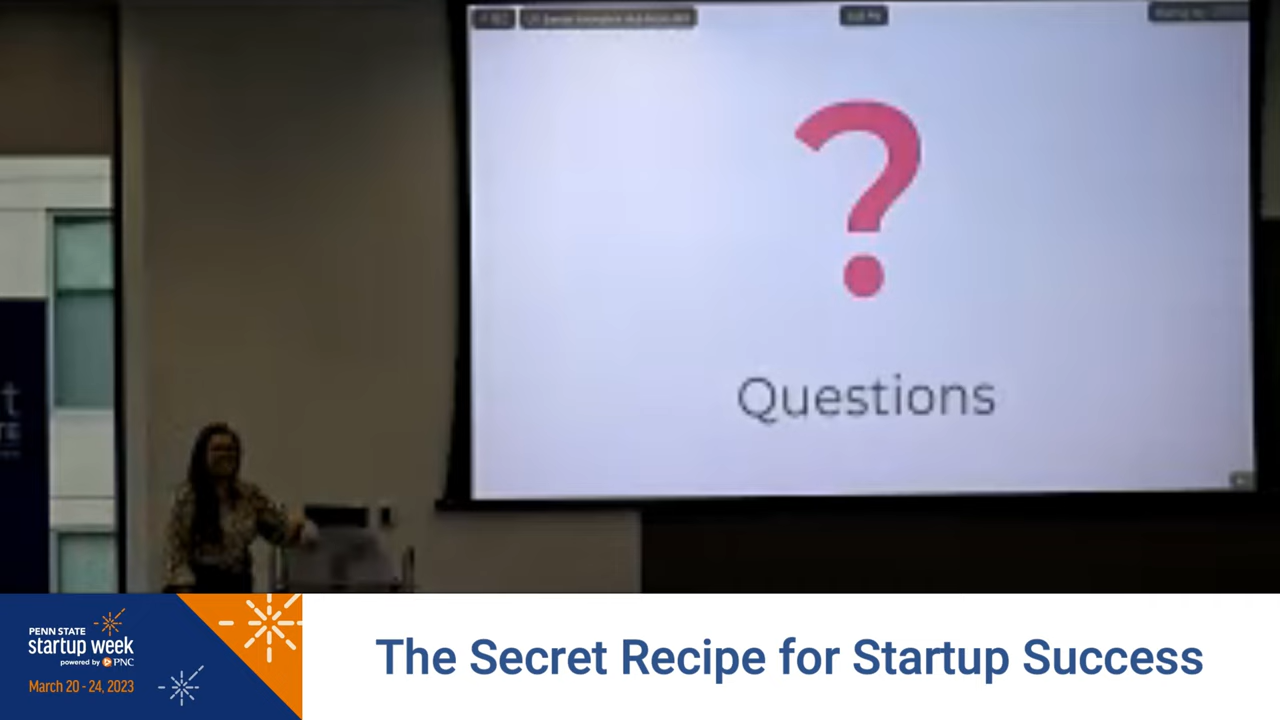 ?
Questions
t
PENN STATE
startup week
powered by PNC
March 20 - 24, 2023
The Secret Recipe for Startup Success